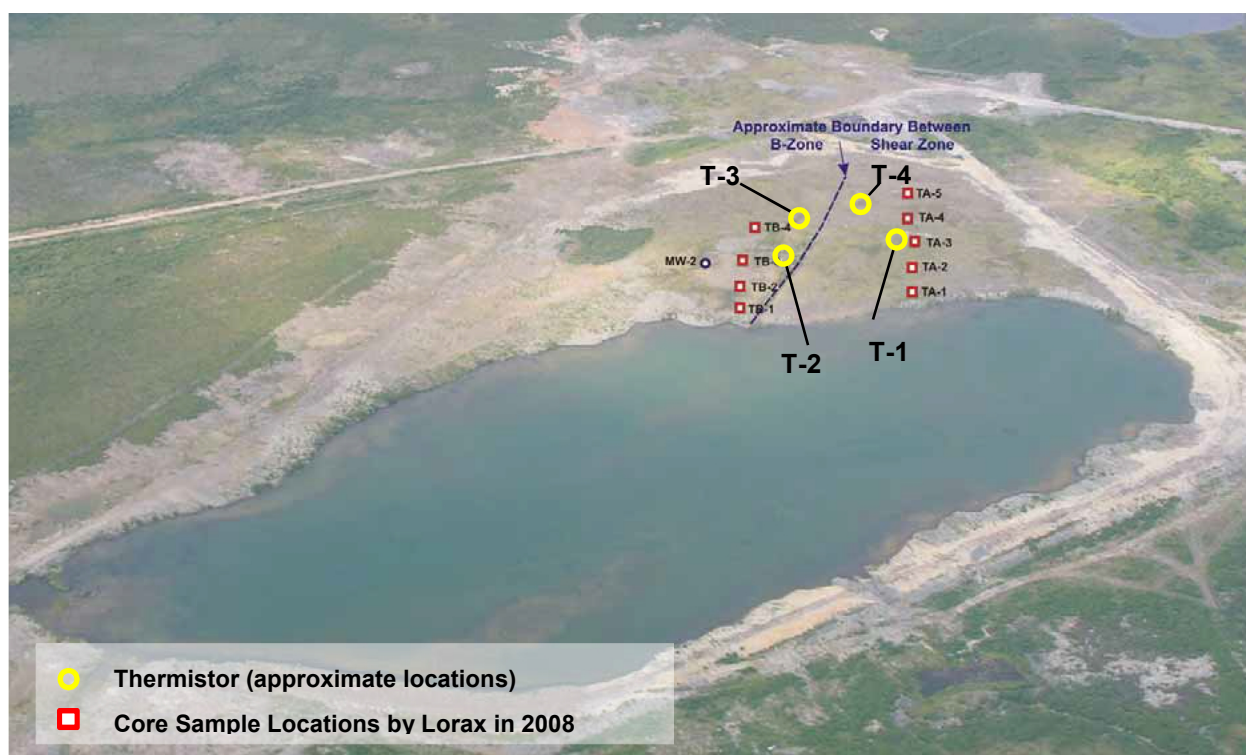 Approximate Boundary Between
B-Zone Shear Zone
T-3
T-4
TA-5
TB-4
TA-4
MW-2
TB-
TA-3
TA-2
TB-2
TA-1
TB-1
T-2
T-1
Thermistor (approximate locations)
Core Sample Locations by Lorax in 2008